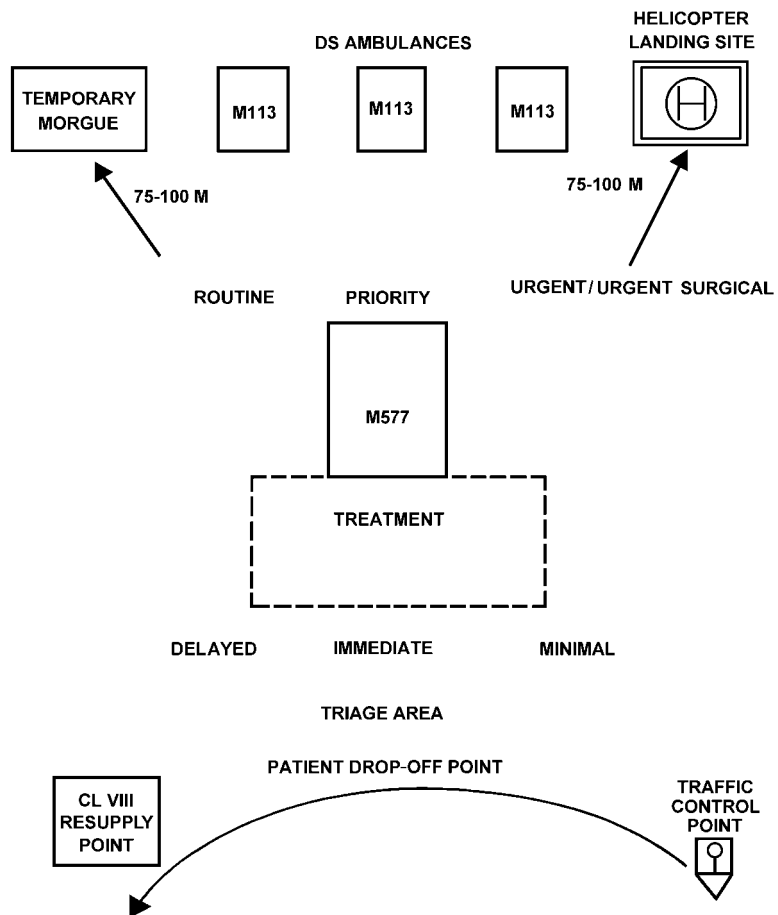 HELICOPTER
LANDING SITE
DS AMBULANCES
TEMPORARY
MORGUE
M113
M113
M113
H
75-100 M
75-100 M
URGENT/URGENT SURGICAL
ROUTINE
PRIORITY
M577
TREATMENT
DELAYED
IMMEDIATE
MINIMAL
TRIAGE AREA
PATIENT DROP-OFF POINT
CL VIII
RESUPPLY
POINT
TRAFFIC
CONTROL
POINT